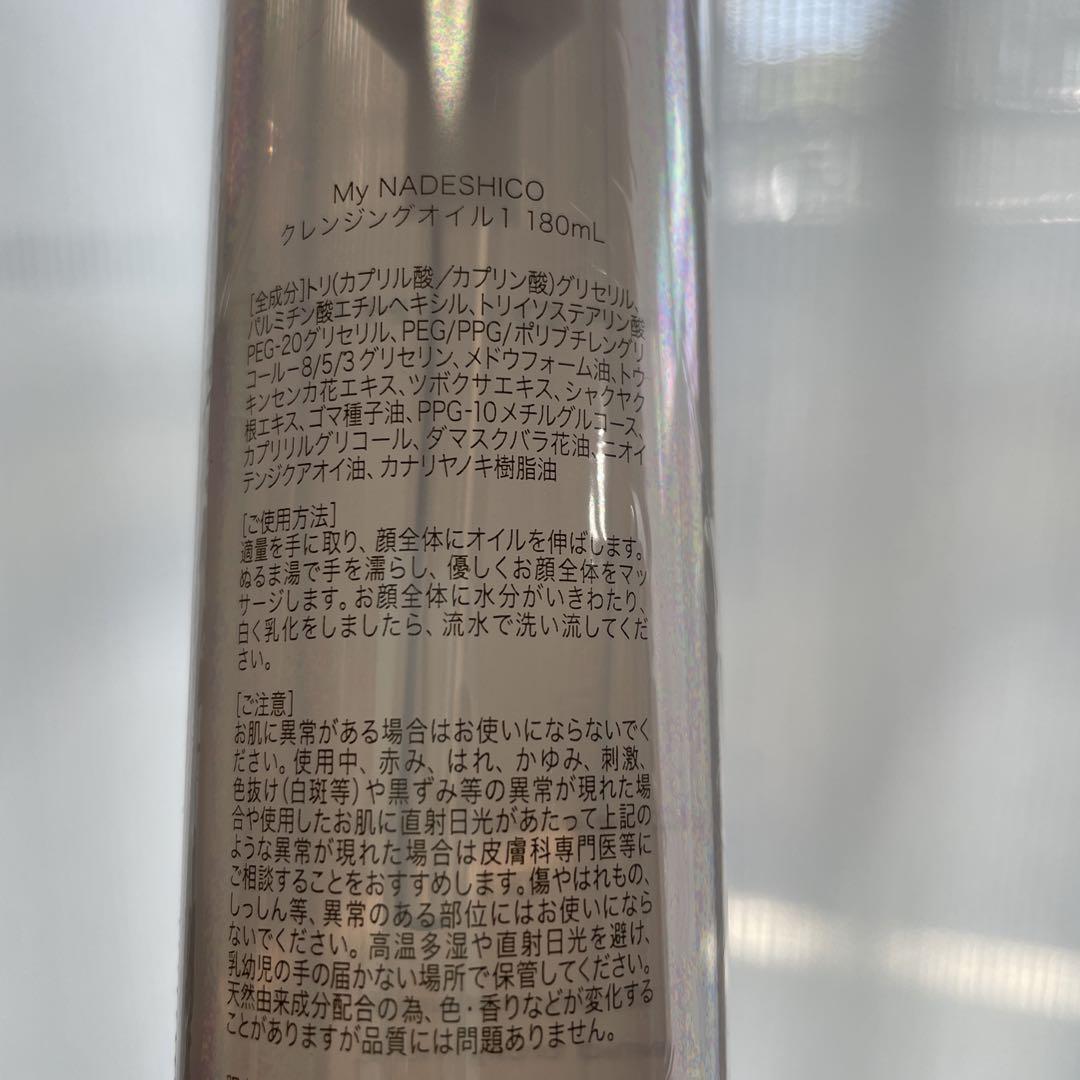 My NADESHICO
クレンジングオイル1 180mL
[全成分]トリ(カプリル酸/カプリン酸)グリセリル、
パルミチン酸エチルヘキシル、トリイソステアリン酸
PEG-20グリセリル、PEG/PPG/ポリブチレングリ
コール-8/5/3グリセリン、メドウフォーム油、トウ
キンセンカ花エキス、ツボクサエキス、シャクヤク
根エキス、ゴマ種子油、PPG-10メチルグルコース、
カプリリルグリコール、ダマスクバラ花油、ニオイ
テンジクアオイ油、カナリヤノキ樹脂油
[ご使用方法]
適量を手に取り、顔全体にオイルを伸ばします。
ぬるま湯で手を濡らし、優しくお顔全体をマッ
サージします。お顔全体に水分がいきわたり、
白く乳化をしましたら、流水で洗い流してくだ
さい。
[ご注意]
お肌に異常がある場合はお使いにならないでく
ださい。使用中、赤み、はれ、かゆみ、刺激、
色抜け(白斑等)や黒ずみ等の異常が現れた場
合や使用したお肌に直射日光があたって上記の
ような異常が現れた場合は皮膚科専門医等に
ご相談することをおすすめします。傷やはれもの、
しっしん等、異常のある部位にはお使いになら
ないでください。高温多湿や直射日光を避け、
乳幼児の手の届かない場所で保管してください。
天然由来成分配合の為、色・香りなどが変化する
ことがありますが品質には問題ありません。